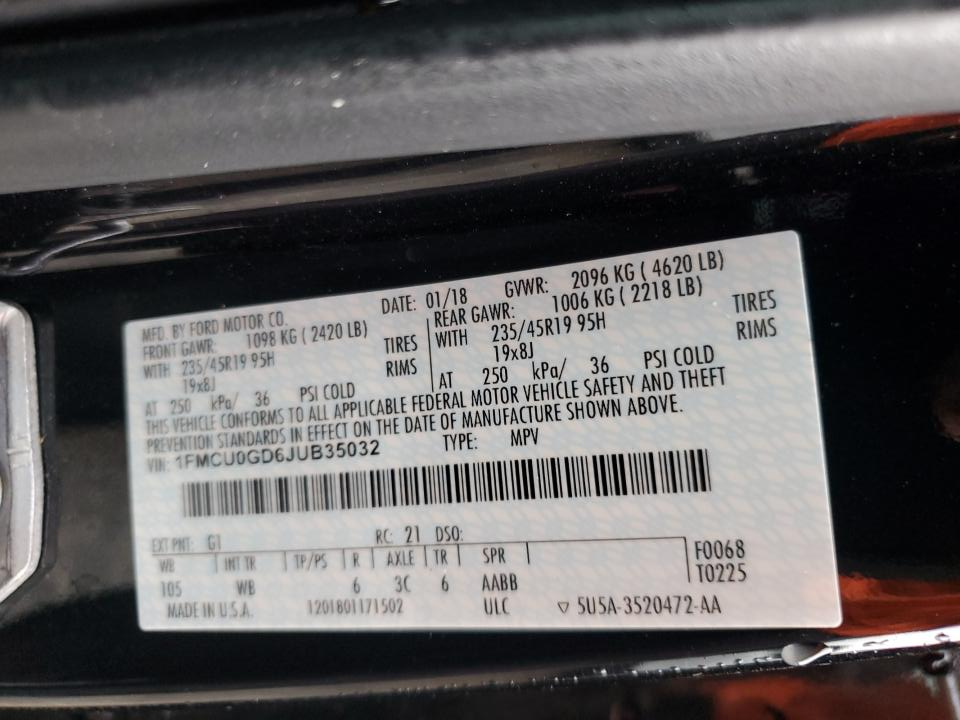 MFD. BY FORD MOTOR CO. DATE: 01/18 GVWR: 2096 KG ( 4620 LB)
FRONT GAWR: 1098 KG ( 2420 LB) REAR GAWR: 1006 KG ( 2218 LB)
WITH 235/45R19 95H TIRES WITH 235/45R19 95H TIRES
19x8J RIMS 19x8J RIMS
AT 250 kPa/ 36 PSI COLD AT 250 kPa/ 36 PSI COLD
THIS VEHICLE CONFORMS TO ALL APPLICABLE FEDERAL MOTOR VEHICLE SAFETY AND THEFT
PREVENTION STANDARDS IN EFFECT ON THE DATE OF MANUFACTURE SHOWN ABOVE.
VIN: 1FMCU0GD6JUB35032 TYPE: MPV
EXT PNT: G1 RC: 21 DSO:
WB INT TR TP/PS R AXLE TR SPR F0068
105 WB 6 3C 6 AABB T0225
MADE IN U.S.A. 1201801171502 ULC ▽ 5U5A-3520472-AA